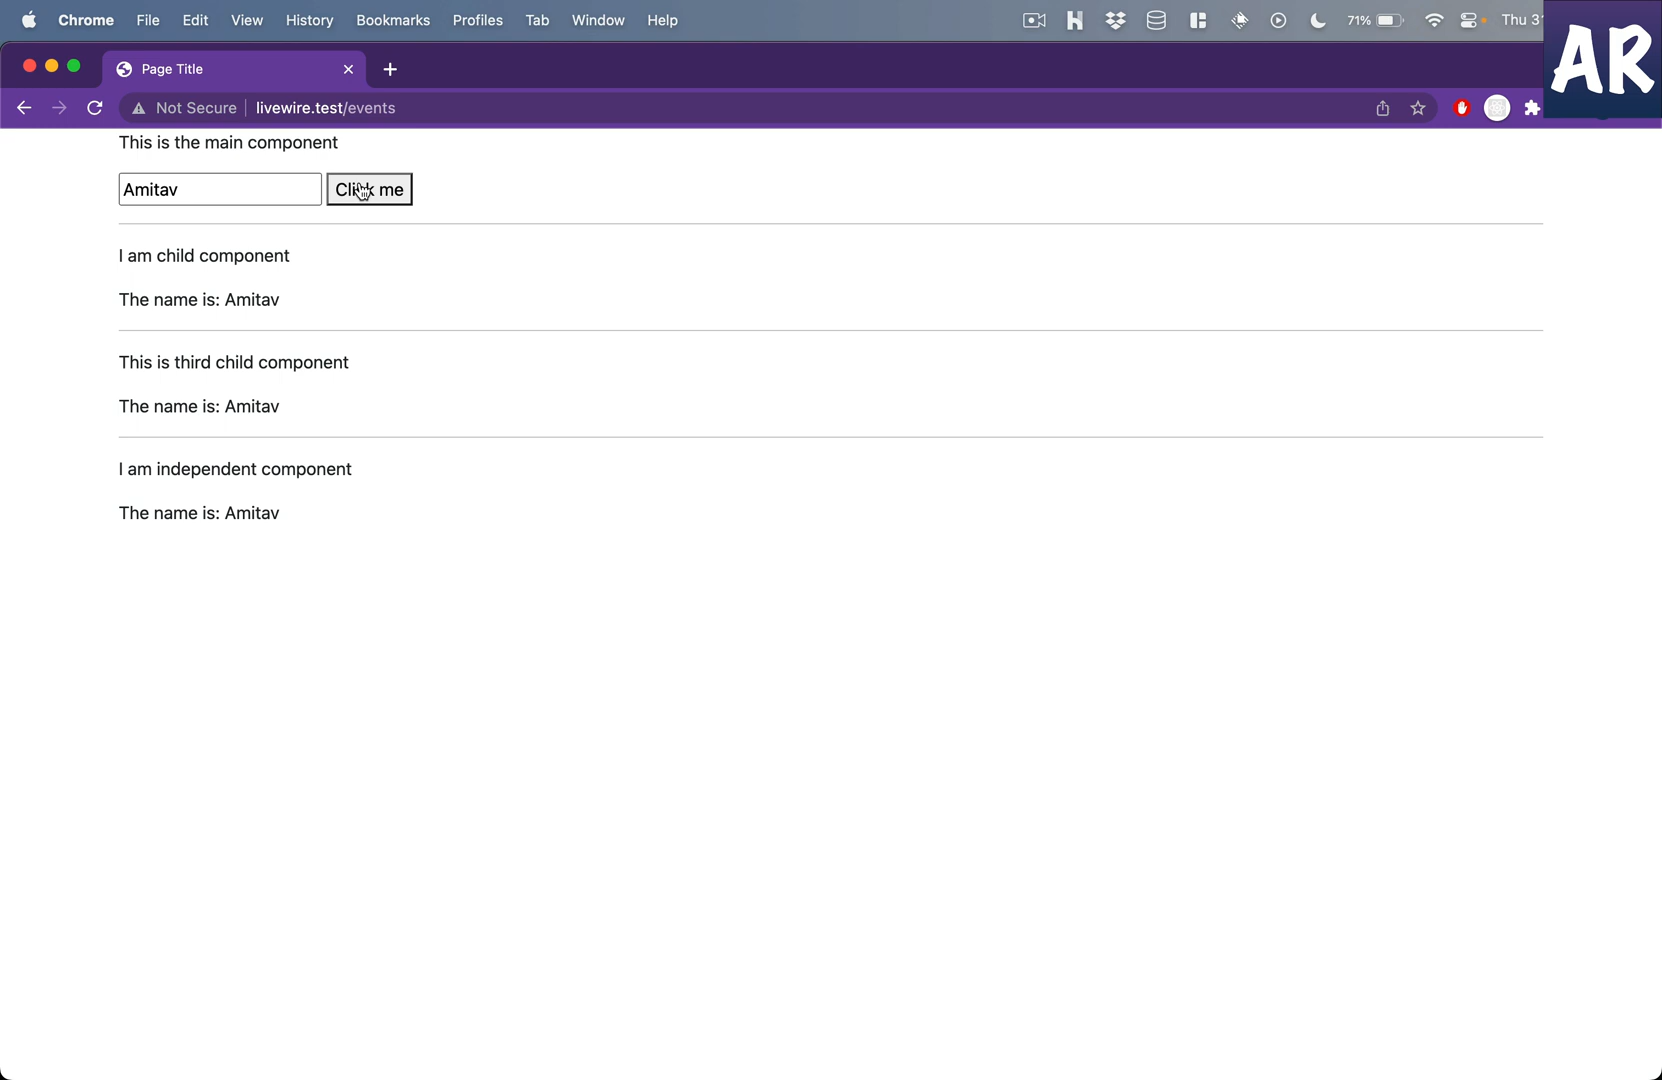 Chrome File Edit View History Bookmarks Profiles Tab Window Help 71% Thu 3
AR
Page Title
Not Secure livewire.test/events
This is the main component
Amitav Click me
I am child component
The name is: Amitav
This is third child component
The name is: Amitav
I am independent component
The name is: Amitav